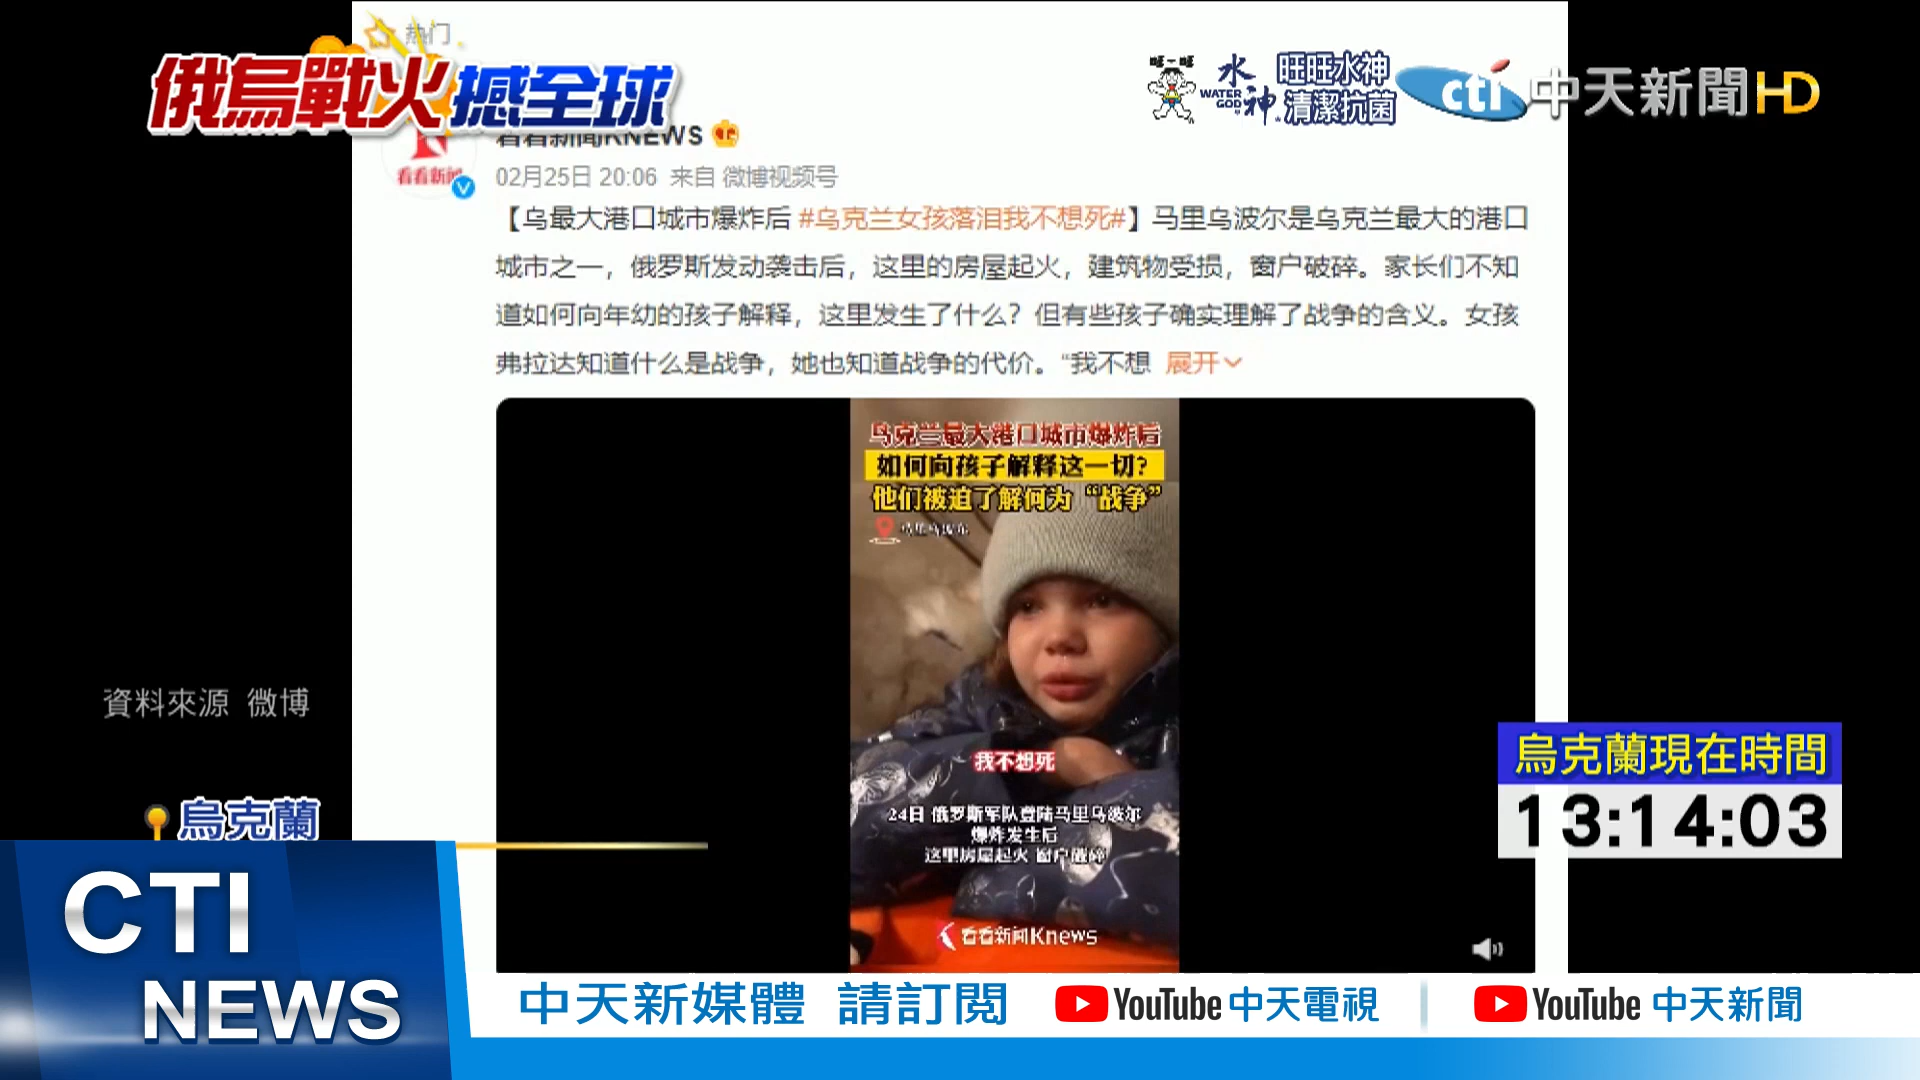 热门
俄烏戰火撼全球
旺旺
水神
WATER GOD
旺旺水神
清潔抗菌
cti 中天新聞HD
看看新闻KNEWS
看看新闻
02月25日 20:06 来自 微博视频号
【乌最大港口城市爆炸后 #乌克兰女孩落泪我不想死#】马里乌波尔是乌克兰最大的港口
城市之一，俄罗斯发动袭击后，这里的房屋起火，建筑物受损，窗户破碎。家长们不知
道如何向年幼的孩子解释，这里发生了什么？但有些孩子确实理解了战争的含义。女孩
弗拉达知道什么是战争，她也知道战争的代价。“我不想 展开
乌克兰最大港口城市爆炸后
如何向孩子解释这一切？
他们被迫了解何为“战争”
马里乌波尔
資料來源 微博
我不想死
24日 俄罗斯军队登陆马里乌波尔
爆炸发生后
这里房屋起火 窗户破碎
看看新闻Knews
烏克蘭現在時間
13:14:03
烏克蘭
CTI
NEWS
中天新媒體 請訂閱 YouTube 中天電視 YouTube 中天新聞